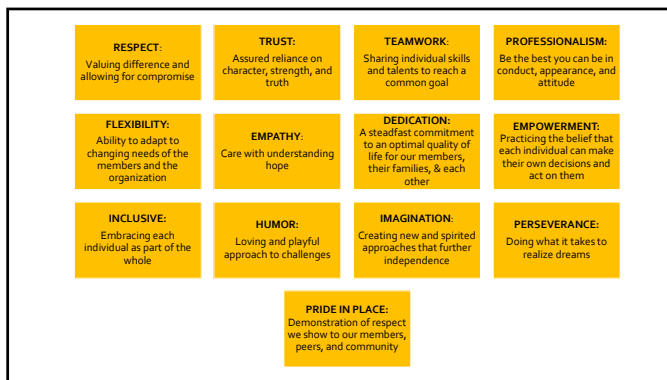 RESPECT:
Valuing difference and
allowing for compromise
TRUST:
Assured reliance on
character, strength, and
truth
TEAMWORK:
Sharing individual skills
and talents to reach a
common goal
PROFESSIONALISM:
Be the best you can be in
conduct, appearance, and
attitude
FLEXIBILITY:
Ability to adapt to
changing needs of the
members and the
organization
EMPATHY:
Care with understanding
hope
DEDICATION:
A steadfast commitment
to an optimal quality of
life for our members,
their families, & each
other
EMPOWERMENT:
Practicing the belief that
each individual can make
their own decisions and
act on them
INCLUSIVE:
Embracing each
individual as part of the
whole
HUMOR:
Loving and playful
approach to challenges
IMAGINATION:
Creating new and spirited
approaches that further
independence
PERSEVERANCE:
Doing what it takes to
realize dreams
PRIDE IN PLACE:
Demonstration of respect
we show to our members,
peers, and community